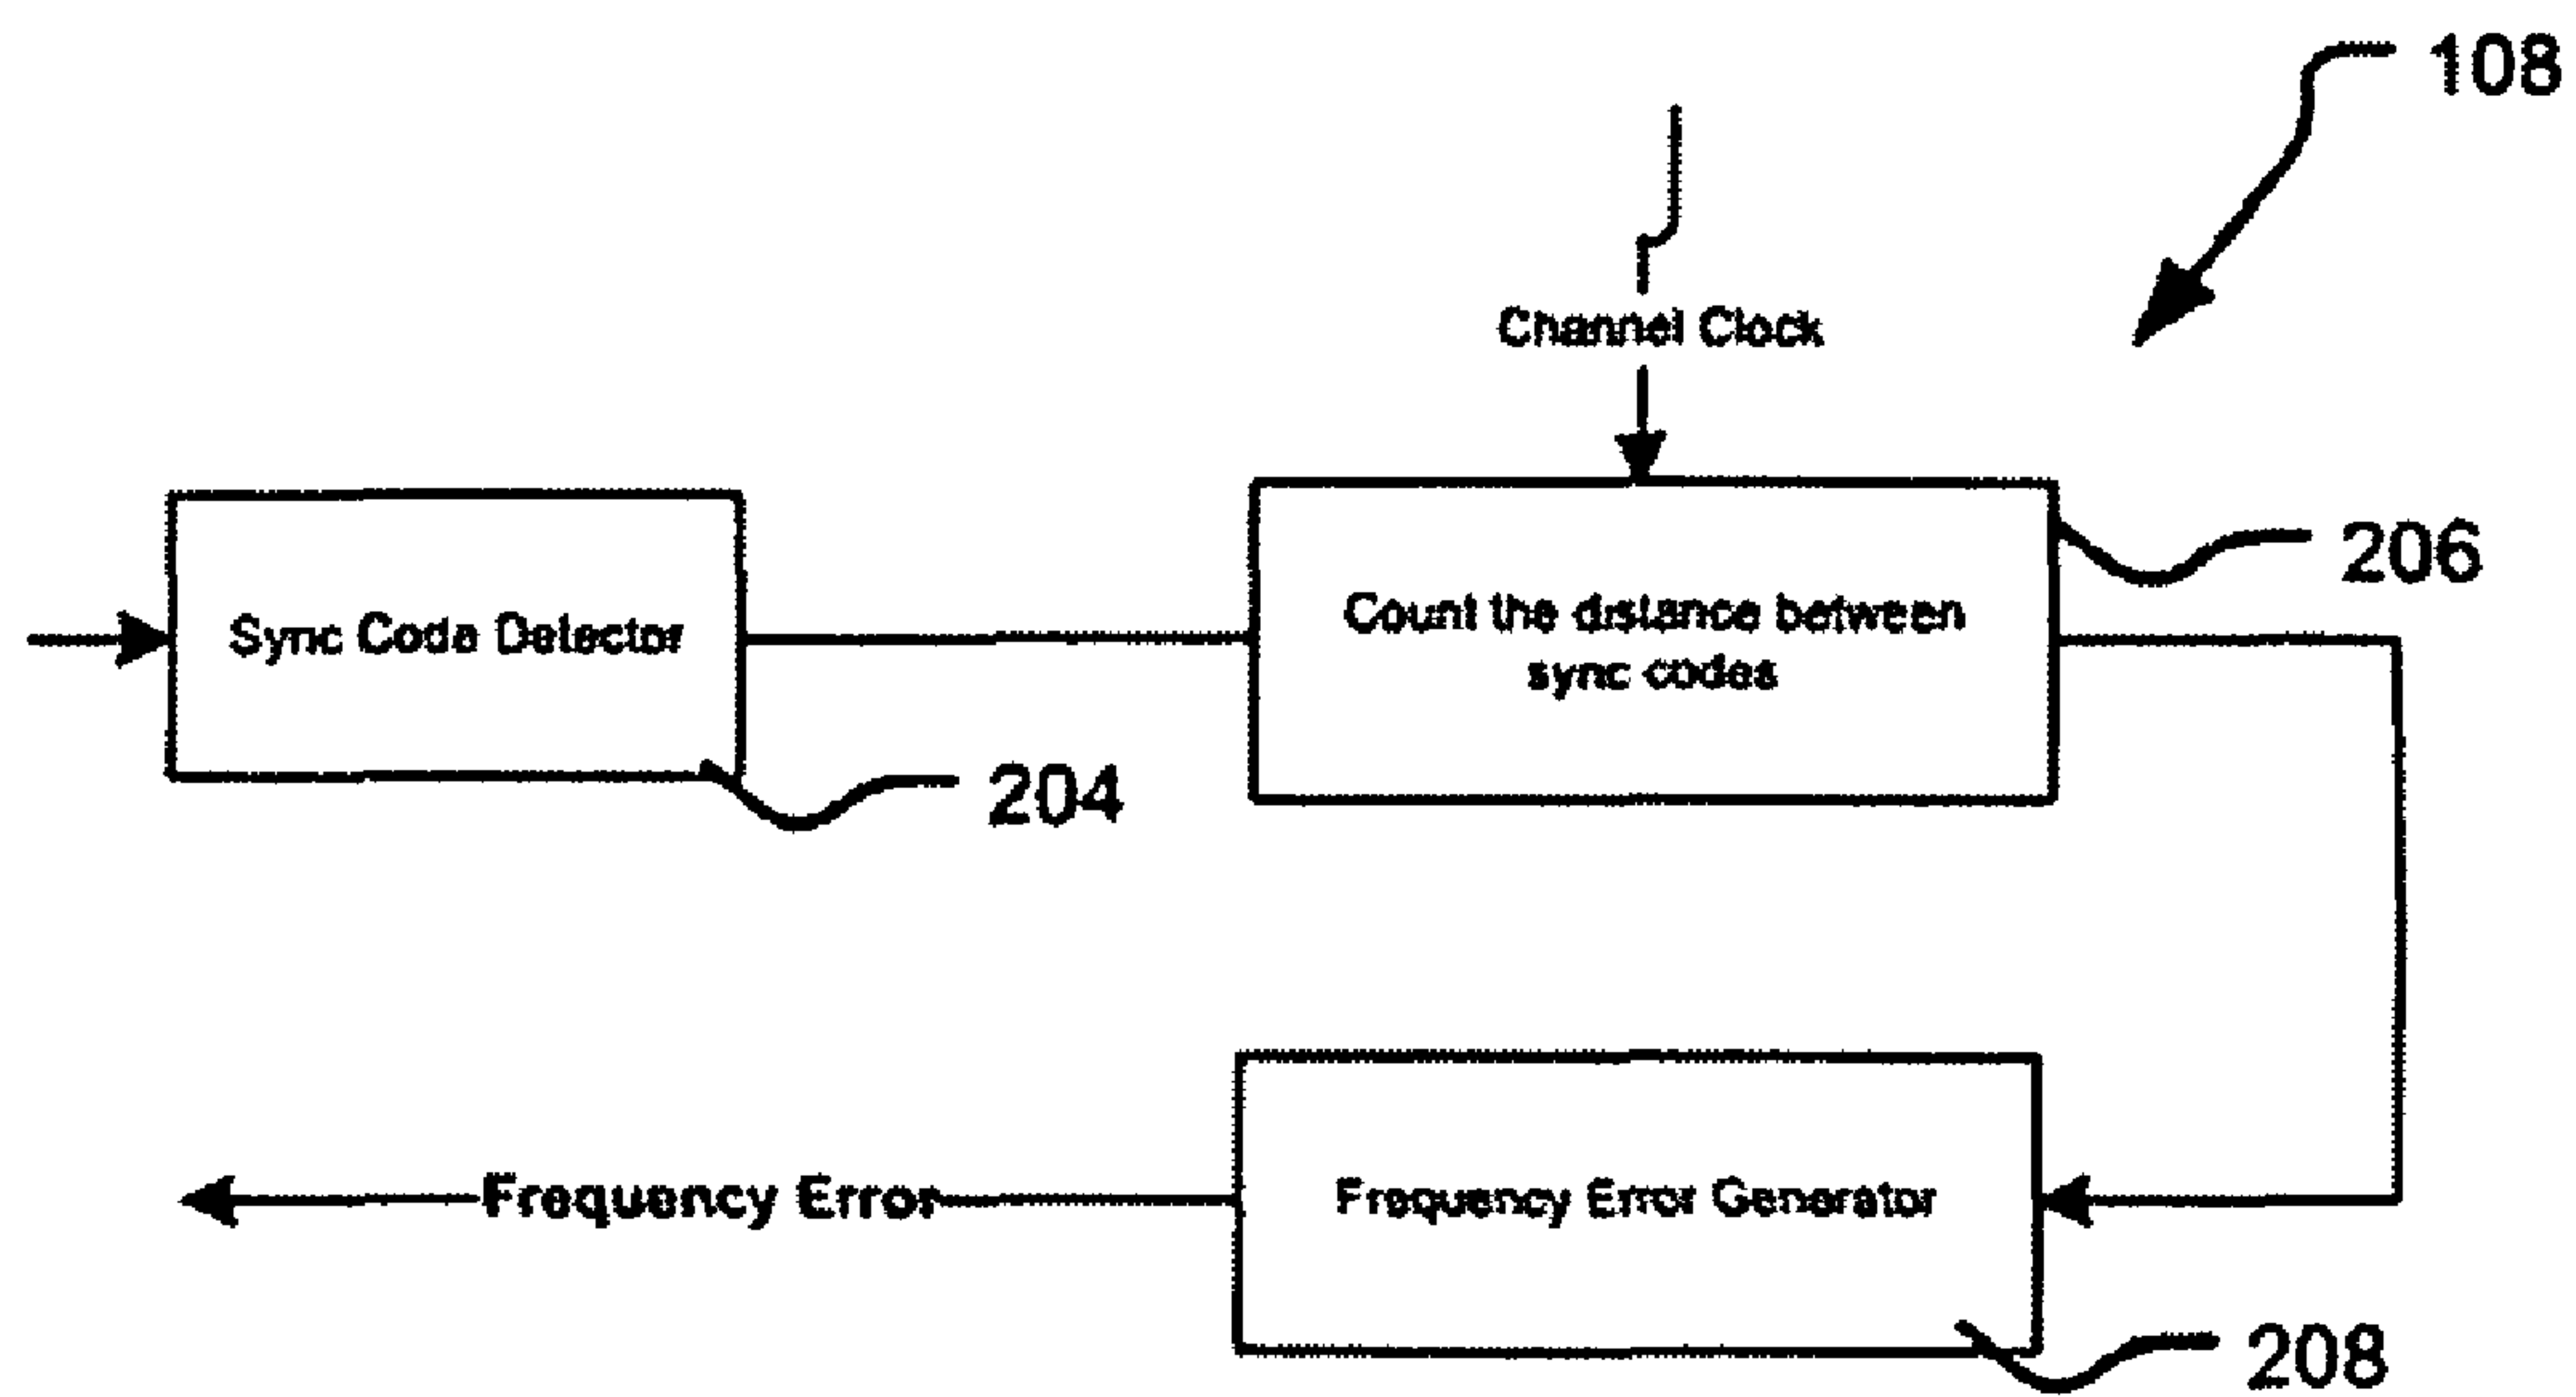 108
Channel Clock
206
Count the distance between
sync codes
Sync Code Detector
204
Frequency Error
Frequency Error Generator
208